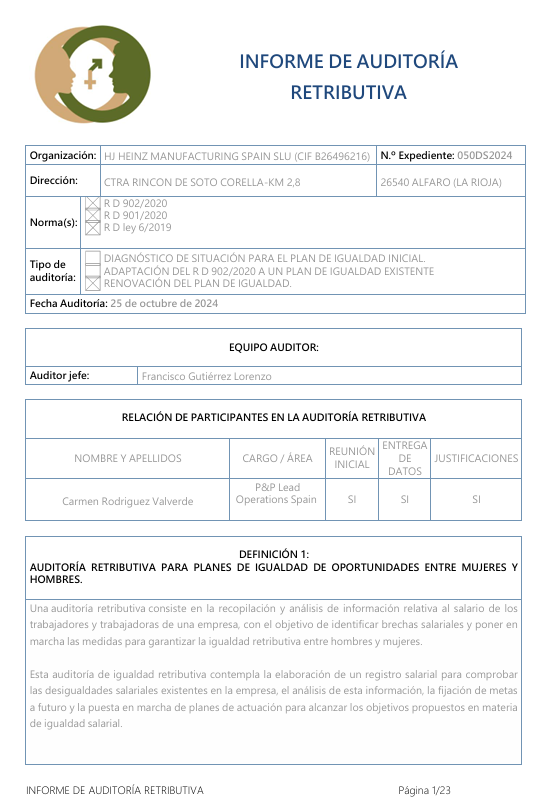 INFORME DE AUDITORÍA
RETRIBUTIVA
Organización: HJ HEINZ MANUFACTURING SPAIN SLU (CIF B26496216) N.º Expediente: 050DS2024
Dirección: CTRA RINCON DE SOTO CORELLA-KM 2,8 26540 ALFARO (LA RIOJA)
Norma(s):
R D 902/2020
R D 901/2020
R D ley 6/2019
Tipo de
auditoría:
DIAGNÓSTICO DE SITUACIÓN PARA EL PLAN DE IGUALDAD INICIAL.
ADAPTACIÓN DEL R D 902/2020 A UN PLAN DE IGUALDAD EXISTENTE
RENOVACIÓN DEL PLAN DE IGUALDAD.
Fecha Auditoría: 25 de octubre de 2024
EQUIPO AUDITOR:
Auditor jefe: Francisco Gutiérrez Lorenzo
RELACIÓN DE PARTICIPANTES EN LA AUDITORÍA RETRIBUTIVA
NOMBRE Y APELLIDOS
CARGO / ÁREA
REUNIÓN
INICIAL
ENTREGA
DE
DATOS
JUSTIFICACIONES
Carmen Rodriguez Valverde
P&P Lead
Operations Spain
SI
SI
SI
DEFINICIÓN 1:
AUDITORÍA RETRIBUTIVA PARA PLANES DE IGUALDAD DE OPORTUNIDADES ENTRE MUJERES Y
HOMBRES.
Una auditoria retributiva consiste en la recopilación y análisis de información relativa al salario de los
trabajadores y trabajadoras de una empresa, con el objetivo de identificar brechas salariales y poner en
marcha las medidas para garantizar la igualdad retributiva entre hombres y mujeres.
Esta auditoria de igualdad retributiva contempla la elaboración de un registro salarial para comprobar
las desigualdades salariales existentes en la empresa, el análisis de esta información, la fijación de metas
a futuro y la puesta en marcha de planes de actuación para alcanzar los objetivos propuestos en materia
de igualdad salarial.
INFORME DE AUDITORÍA RETRIBUTIVA Página 1/23